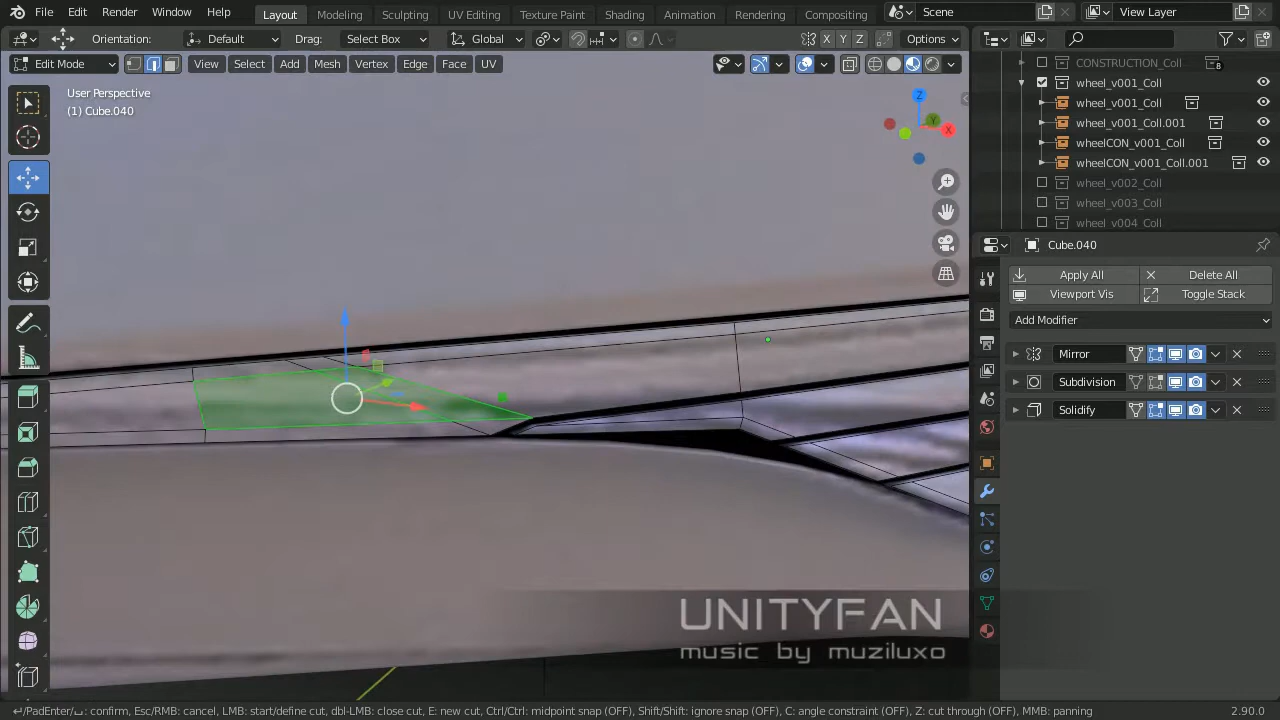 File Edit Render Window Help Layout Modeling Sculpting UV Editing Texture Paint Shading Animation Rendering Compositing Scene View Layer
Orientation: Default Drag: Select Box Global X Y Z Options
Edit Mode View Select Add Mesh Vertex Edge Face UV
User Perspective
(1) Cube.040
Z
Y
X
CONSTRUCTION_Coll 8
wheel_v001_Coll
wheel_v001_Coll
wheel_v001_Coll.001
wheelCON_v001_Coll
wheelCON_v001_Coll.001
wheel_v002_Coll
wheel_v003_Coll
wheel_v004_Coll
Cube.040
Apply All Delete All
Viewport Vis Toggle Stack
Add Modifier
Mirror
Subdivision
Solidify
UNITYFAN
music by muziluxo
↵/PadEnter/␣: confirm, Esc/RMB: cancel, LMB: start/define cut, dbl-LMB: close cut, E: new cut, Ctrl/Ctrl: midpoint snap (OFF), Shift/Shift: ignore snap (OFF), C: angle constraint (OFF), Z: cut through (OFF), MMB: panning 2.90.0